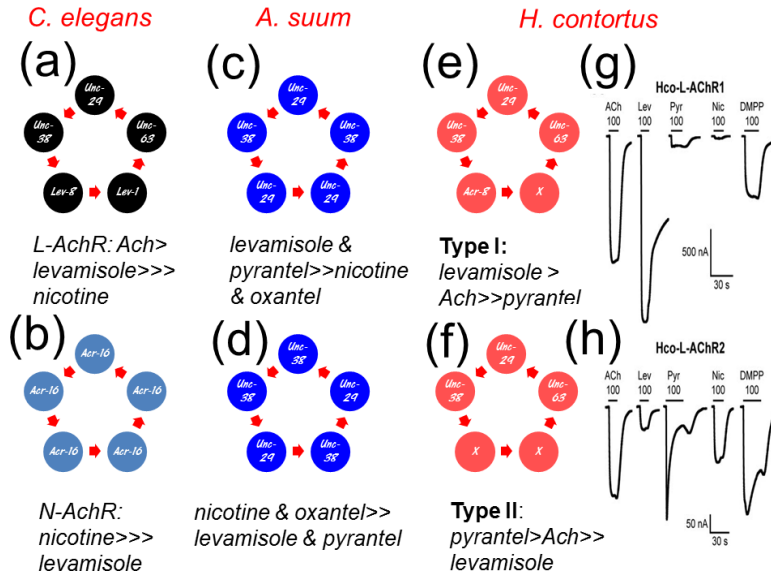 C. elegans
A. suum
H. contortus
(a)
Unc-
29
Unc-
38
Unc-
63
Lev-8
Lev-1
L-AchR: Ach>
levamisole>>>
nicotine
(c)
Unc-
29
Unc-
38
Unc-
38
Unc-
29
Unc-
29
levamisole &
pyrantel>>nicotine
& oxantel
(e)
Unc-
29
Unc-
38
Unc-
63
Acr-8
X
Type I:
levamisole >
Ach>>pyrantel
(g)
Hco-L-AChR1
ACh Lev Pyr Nic DMPP
100 100 100 100 100
500 nA
30 s
(b)
Acr-16
Acr-16
Acr-16
Acr-16
Acr-16
N-AchR:
nicotine>>>
levamisole
(d)
Unc-
38
Unc-
38
Unc-
29
Unc-
29
Unc-
38
nicotine & oxantel>>
levamisole & pyrantel
(f)
Unc-
29
Unc-
38
Unc-
63
X
X
Type II:
pyrantel>Ach>>
levamisole
(h)
Hco-L-AChR2
ACh Lev Pyr Nic DMPP
100 100 100 100 100
50 nA
30 s